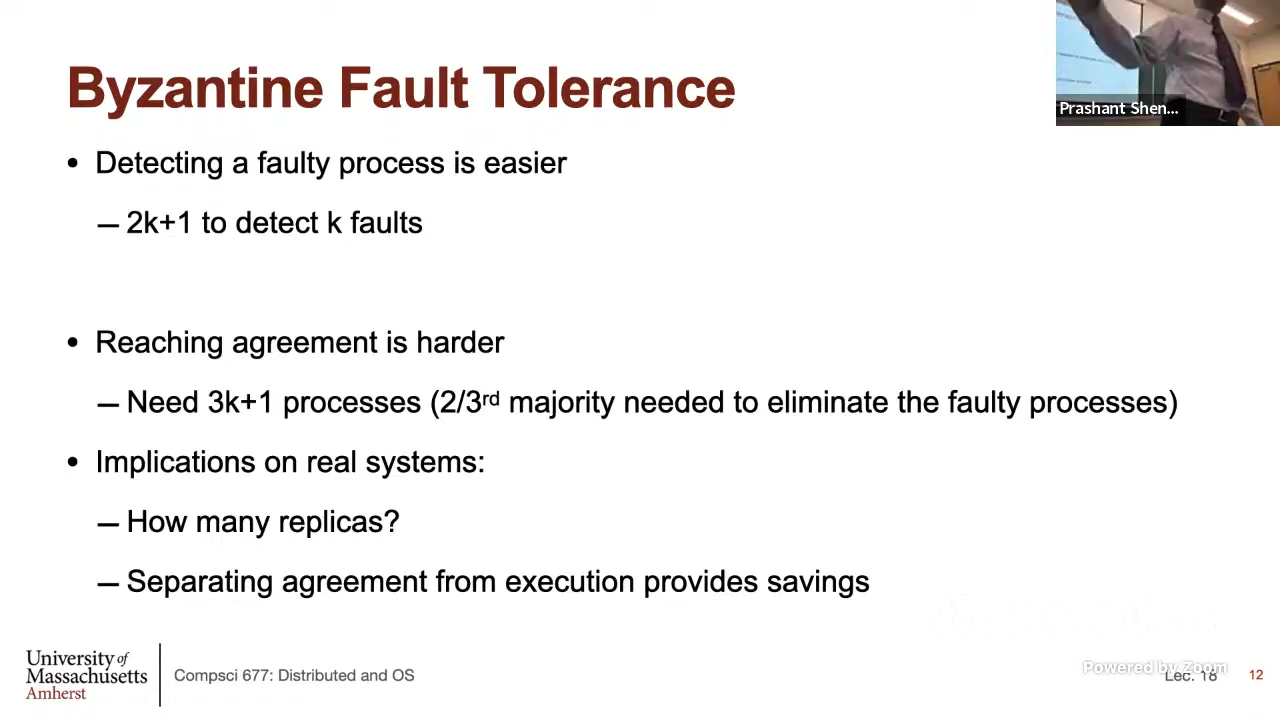 Byzantine Fault Tolerance
Prashant Shen...
• Detecting a faulty process is easier
– 2k+1 to detect k faults
• Reaching agreement is harder
– Need 3k+1 processes (2/3rd majority needed to eliminate the faulty processes)
• Implications on real systems:
– How many replicas?
– Separating agreement from execution provides savings
University of
Massachusetts
Amherst
Compsci 677: Distributed and OS
Powered by Zoom
Lec. 18
12